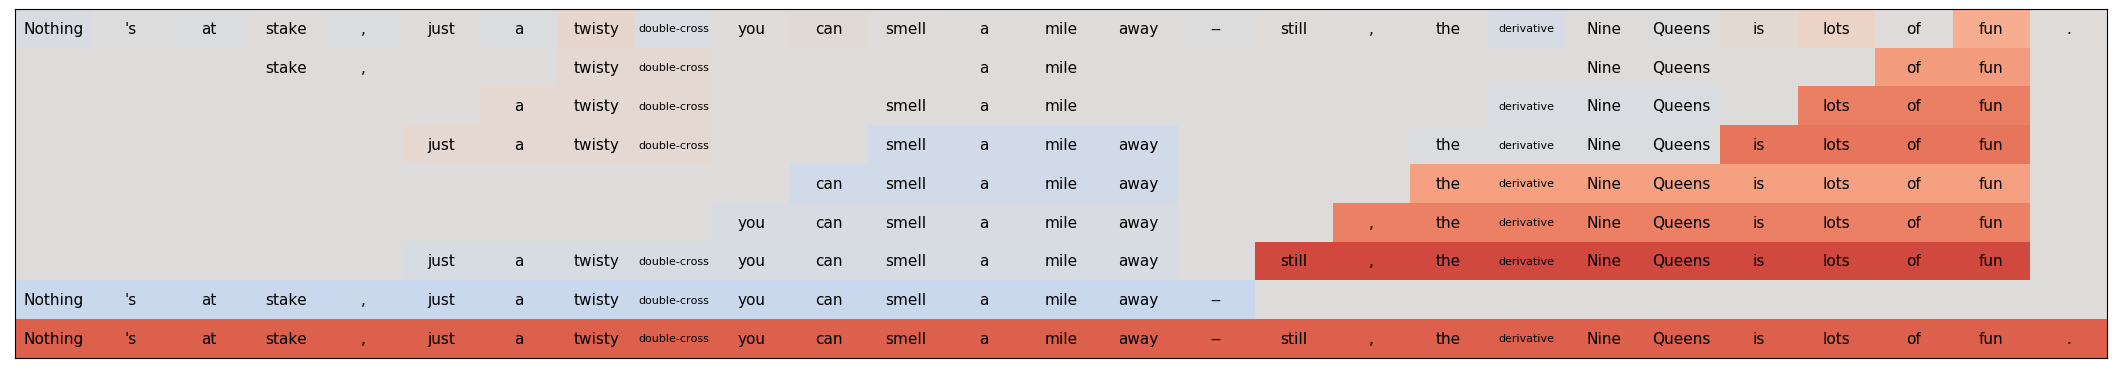 Nothing 's at stake , just a twisty double-cross you can smell a mile away -- still , the derivative Nine Queens is lots of fun .
stake , twisty double-cross a mile Nine Queens of fun
a twisty double-cross smell a mile derivative Nine Queens lots of fun
just a twisty double-cross smell a mile away the derivative Nine Queens is lots of fun
can smell a mile away the derivative Nine Queens is lots of fun
you can smell a mile away , the derivative Nine Queens is lots of fun
just a twisty double-cross you can smell a mile away still , the derivative Nine Queens is lots of fun
Nothing 's at stake , just a twisty double-cross you can smell a mile away --
Nothing 's at stake , just a twisty double-cross you can smell a mile away -- still , the derivative Nine Queens is lots of fun .